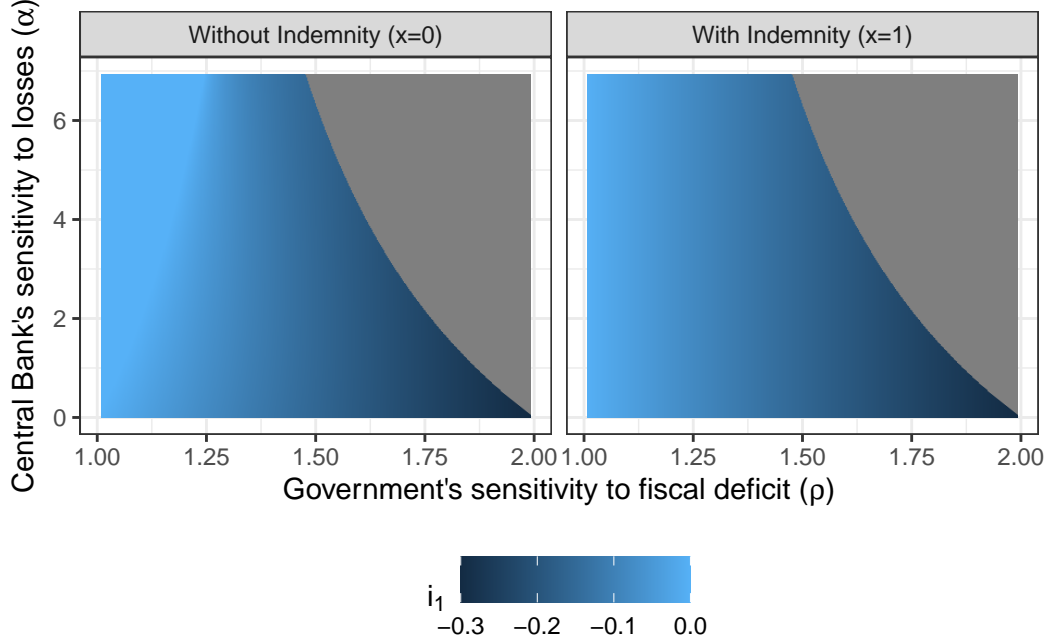 Without Indemnity (x=0) With Indemnity (x=1)
Central Bank's sensitivity to losses (α)
6
4
2
0
1.00 1.25 1.50 1.75 2.00 1.00 1.25 1.50 1.75 2.00
Government's sensitivity to fiscal deficit (ρ)
i₁
−0.3 −0.2 −0.1 0.0